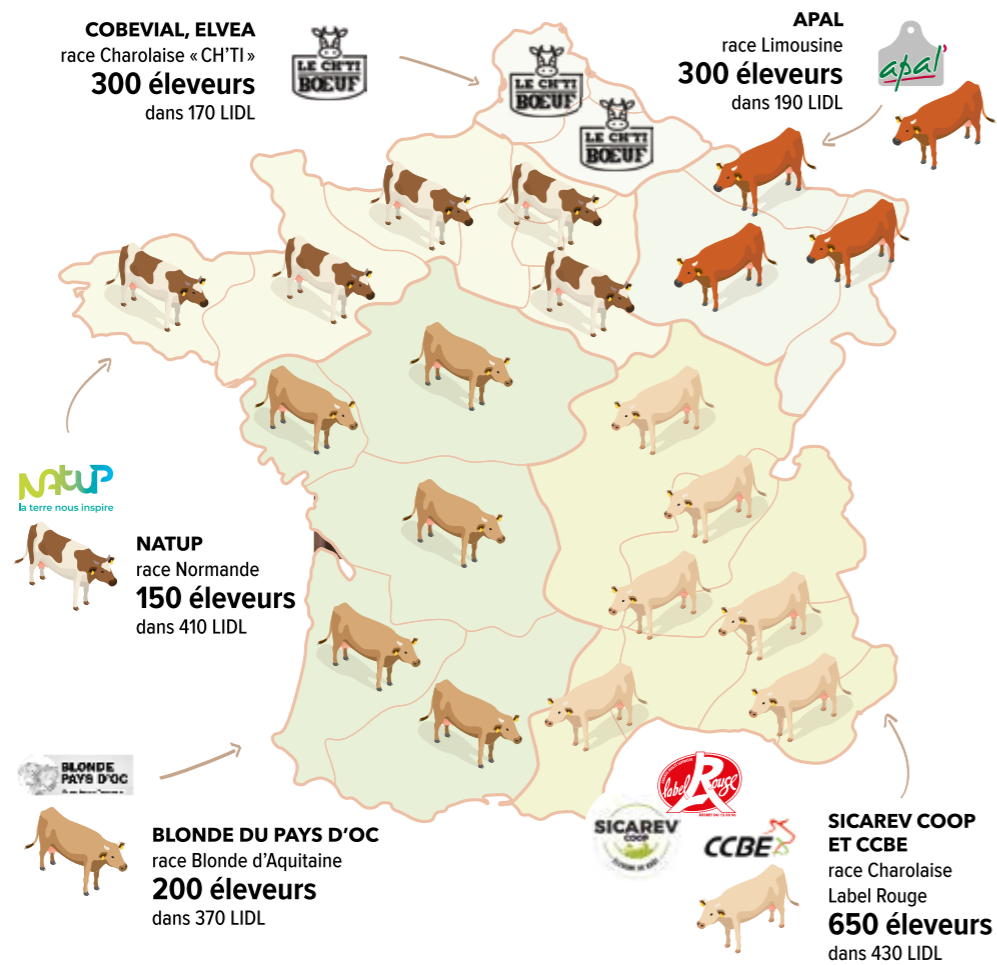 COBEVIAL, ELVEA
race Charolaise « CH’TI »
300 éleveurs
dans 170 LIDL
LE CH'TI
BŒUF
LE CH'TI
BŒUF
LE CH'TI
BŒUF
APAL
race Limousine
300 éleveurs
dans 190 LIDL
apal'
NATUP
la terre nous inspire
NATUP
race Normande
150 éleveurs
dans 410 LIDL
BLONDE
PAYS D'OC
BLONDE DU PAYS D’OC
race Blonde d’Aquitaine
200 éleveurs
dans 370 LIDL
label Rouge
SICAREV
COOP
CCBE
SICAREV COOP
ET CCBE
race Charolaise
Label Rouge
650 éleveurs
dans 430 LIDL